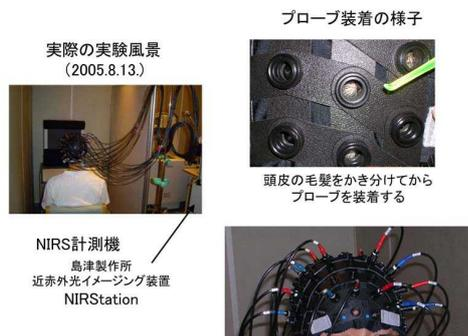 実際の実験風景
（2005.8.13.）
NIRS計測機
島津製作所
近赤外光イメージング装置
NIRStation
プローブ装着の様子
頭皮の毛髪をかき分けてから
プローブを装着する